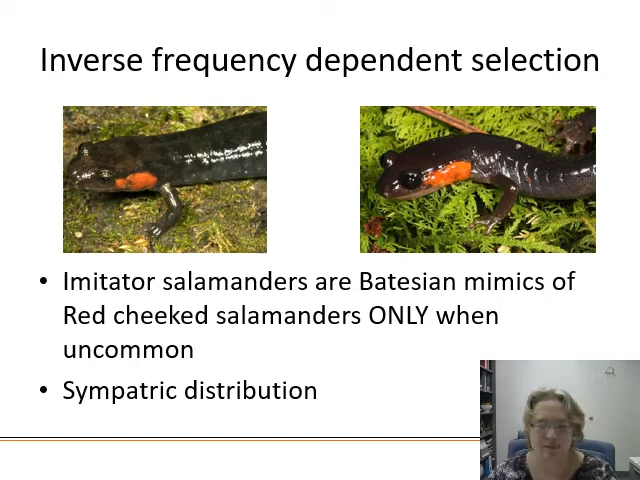 Inverse frequency dependent selection
• Imitator salamanders are Batesian mimics of
Red cheeked salamanders ONLY when
uncommon
• Sympatric distribution